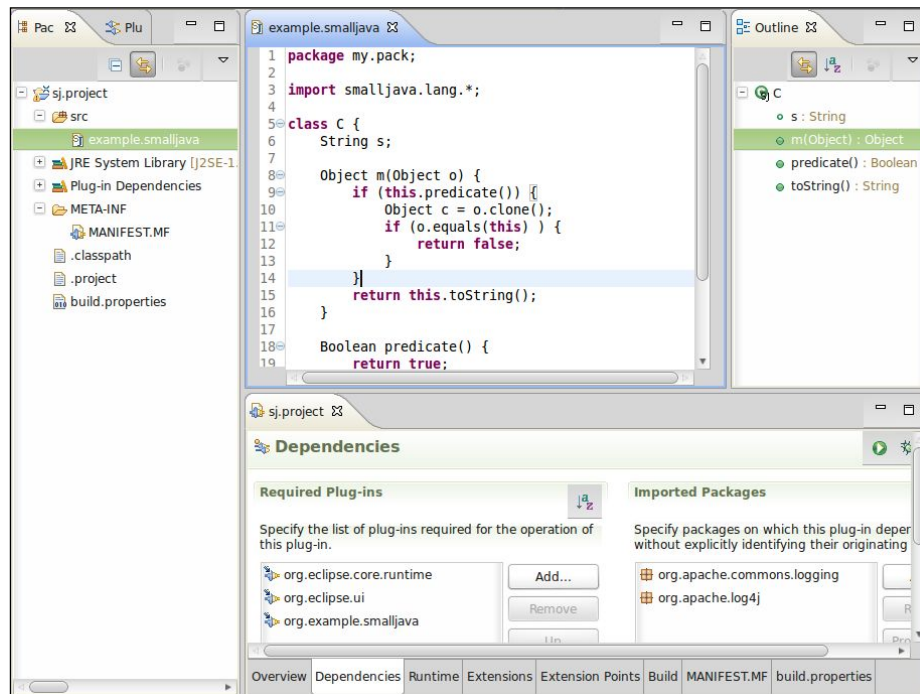 Pac
Plu
sj.project
src
example.smalljava
JRE System Library [J2SE-1.
Plug-in Dependencies
META-INF
MANIFEST.MF
.classpath
.project
build.properties
example.smalljava
1 package my.pack;
2
3 import smalljava.lang.*;
4
5 class C {
6 String s;
7
8 Object m(Object o) {
9 if (this.predicate()) {
10 Object c = o.clone();
11 if (o.equals(this) ) {
12 return false;
13 }
14 }
15 return this.toString();
16 }
17
18 Boolean predicate() {
19 return true;
Outline
C
s : String
m(Object) : Object
predicate() : Boolean
toString() : String
sj.project
Dependencies
Required Plug-ins
Specify the list of plug-ins required for the operation of
this plug-in.
org.eclipse.core.runtime
org.eclipse.ui
org.example.smalljava
Add...
Remove
Up
Imported Packages
Specify packages on which this plug-in deper
without explicitly identifying their originating
org.apache.commons.logging
org.apache.log4j
R
Pro
Overview Dependencies Runtime Extensions Extension Points Build MANIFEST.MF build.properties